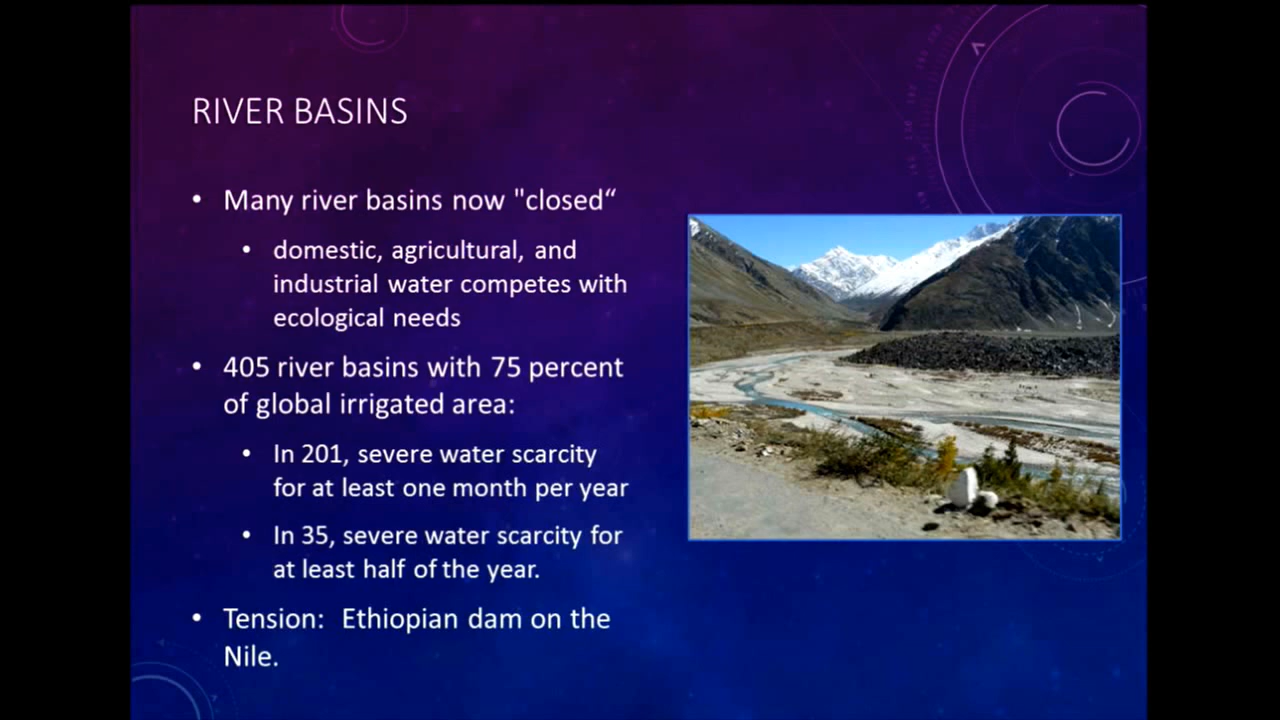 RIVER BASINS
• Many river basins now "closed“
• domestic, agricultural, and
industrial water competes with
ecological needs
• 405 river basins with 75 percent
of global irrigated area:
• In 201, severe water scarcity
for at least one month per year
• In 35, severe water scarcity for
at least half of the year.
• Tension:  Ethiopian dam on the
Nile.